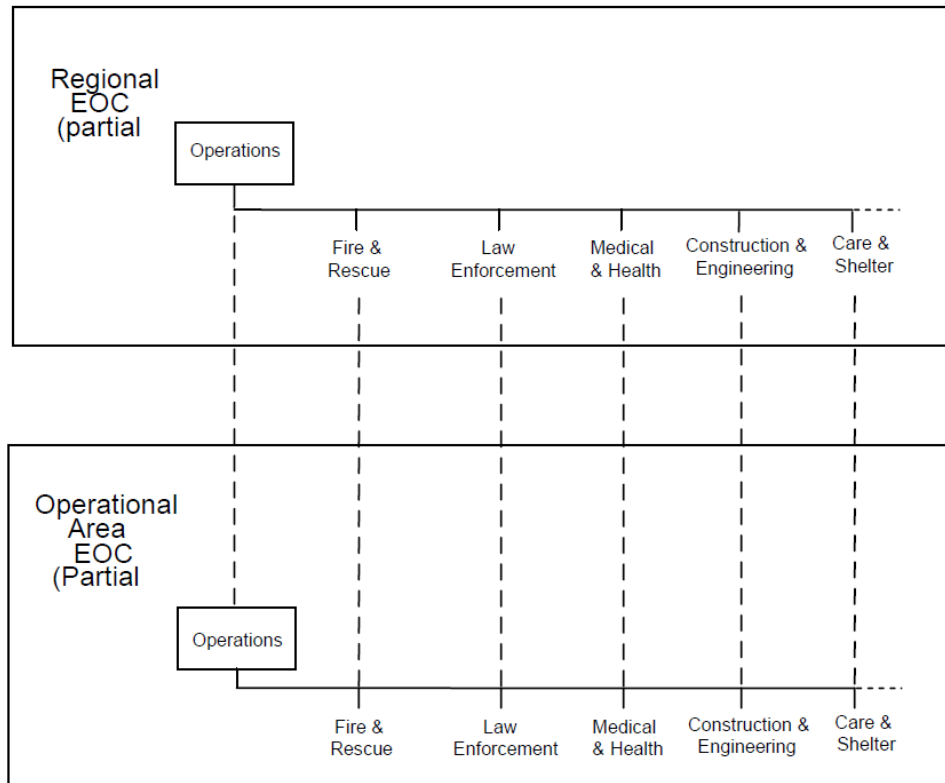 Regional
EOC
(partial
Operations
Fire &
Rescue
Law
Enforcement
Medical
& Health
Construction &
Engineering
Care &
Shelter
Operational
Area
EOC
(Partial
Operations
Fire &
Rescue
Law
Enforcement
Medical
& Health
Construction &
Engineering
Care &
Shelter